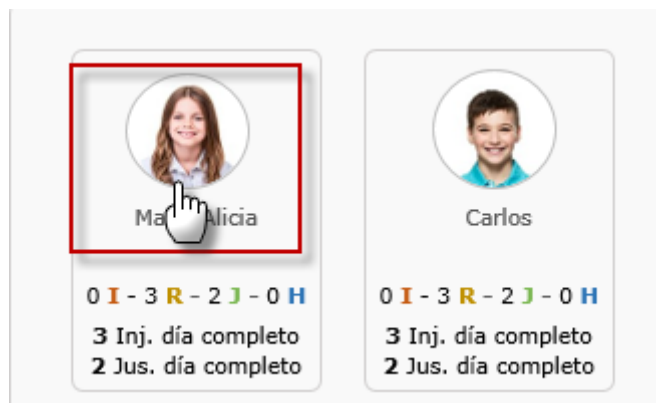 Alicia
Carlos
0 I - 3 R - 2 J - 0 H
0 I - 3 R - 2 J - 0 H
3 Inj. día completo
2 Jus. día completo
3 Inj. día completo
2 Jus. día completo